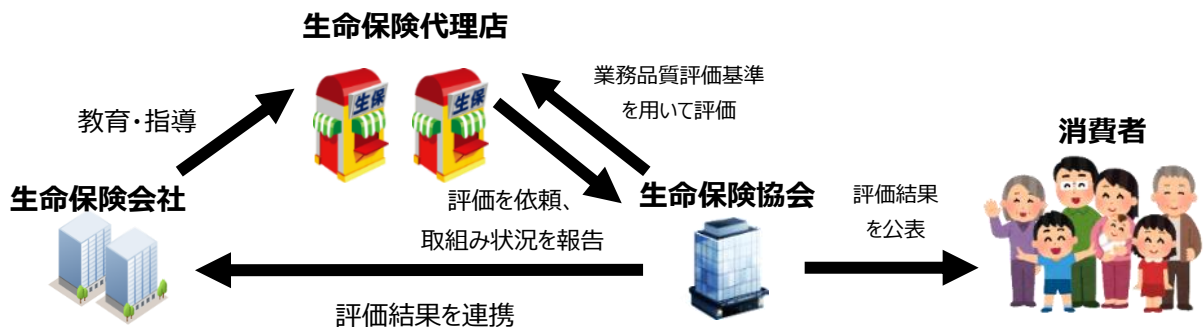 生命保険代理店
生保
生保
業務品質評価基準
を用いて評価
教育・指導
消費者
生命保険会社
評価を依頼、
取組み状況を報告
生命保険協会
評価結果
を公表
評価結果を連携